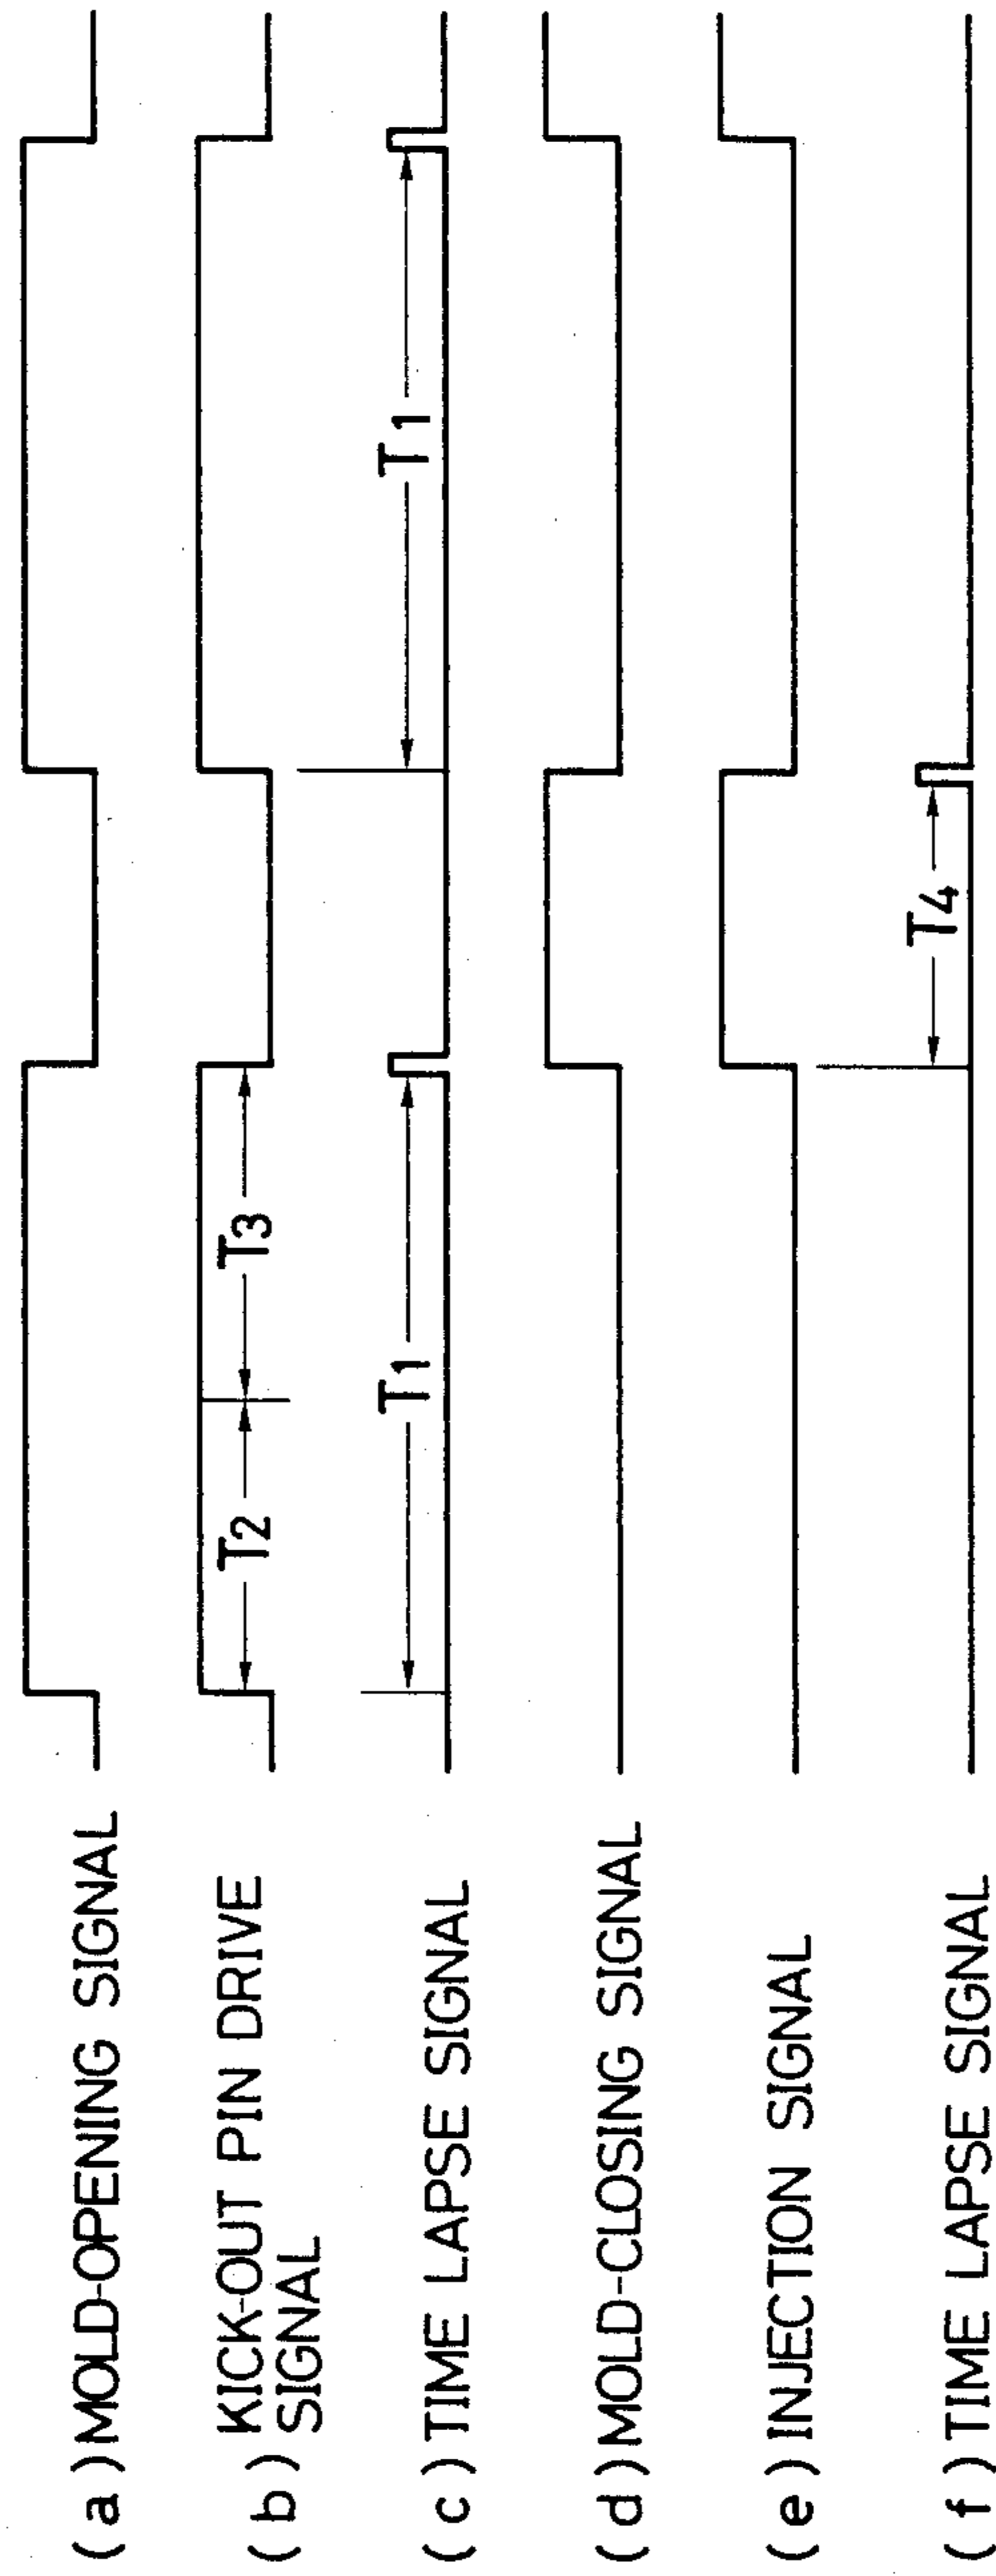 (a) MOLD-OPENING SIGNAL
(b) KICK-OUT PIN DRIVE
SIGNAL
T2
T3
(c) TIME LAPSE SIGNAL
T1
T1
(d) MOLD-CLOSING SIGNAL
(e) INJECTION SIGNAL
(f) TIME LAPSE SIGNAL
T4